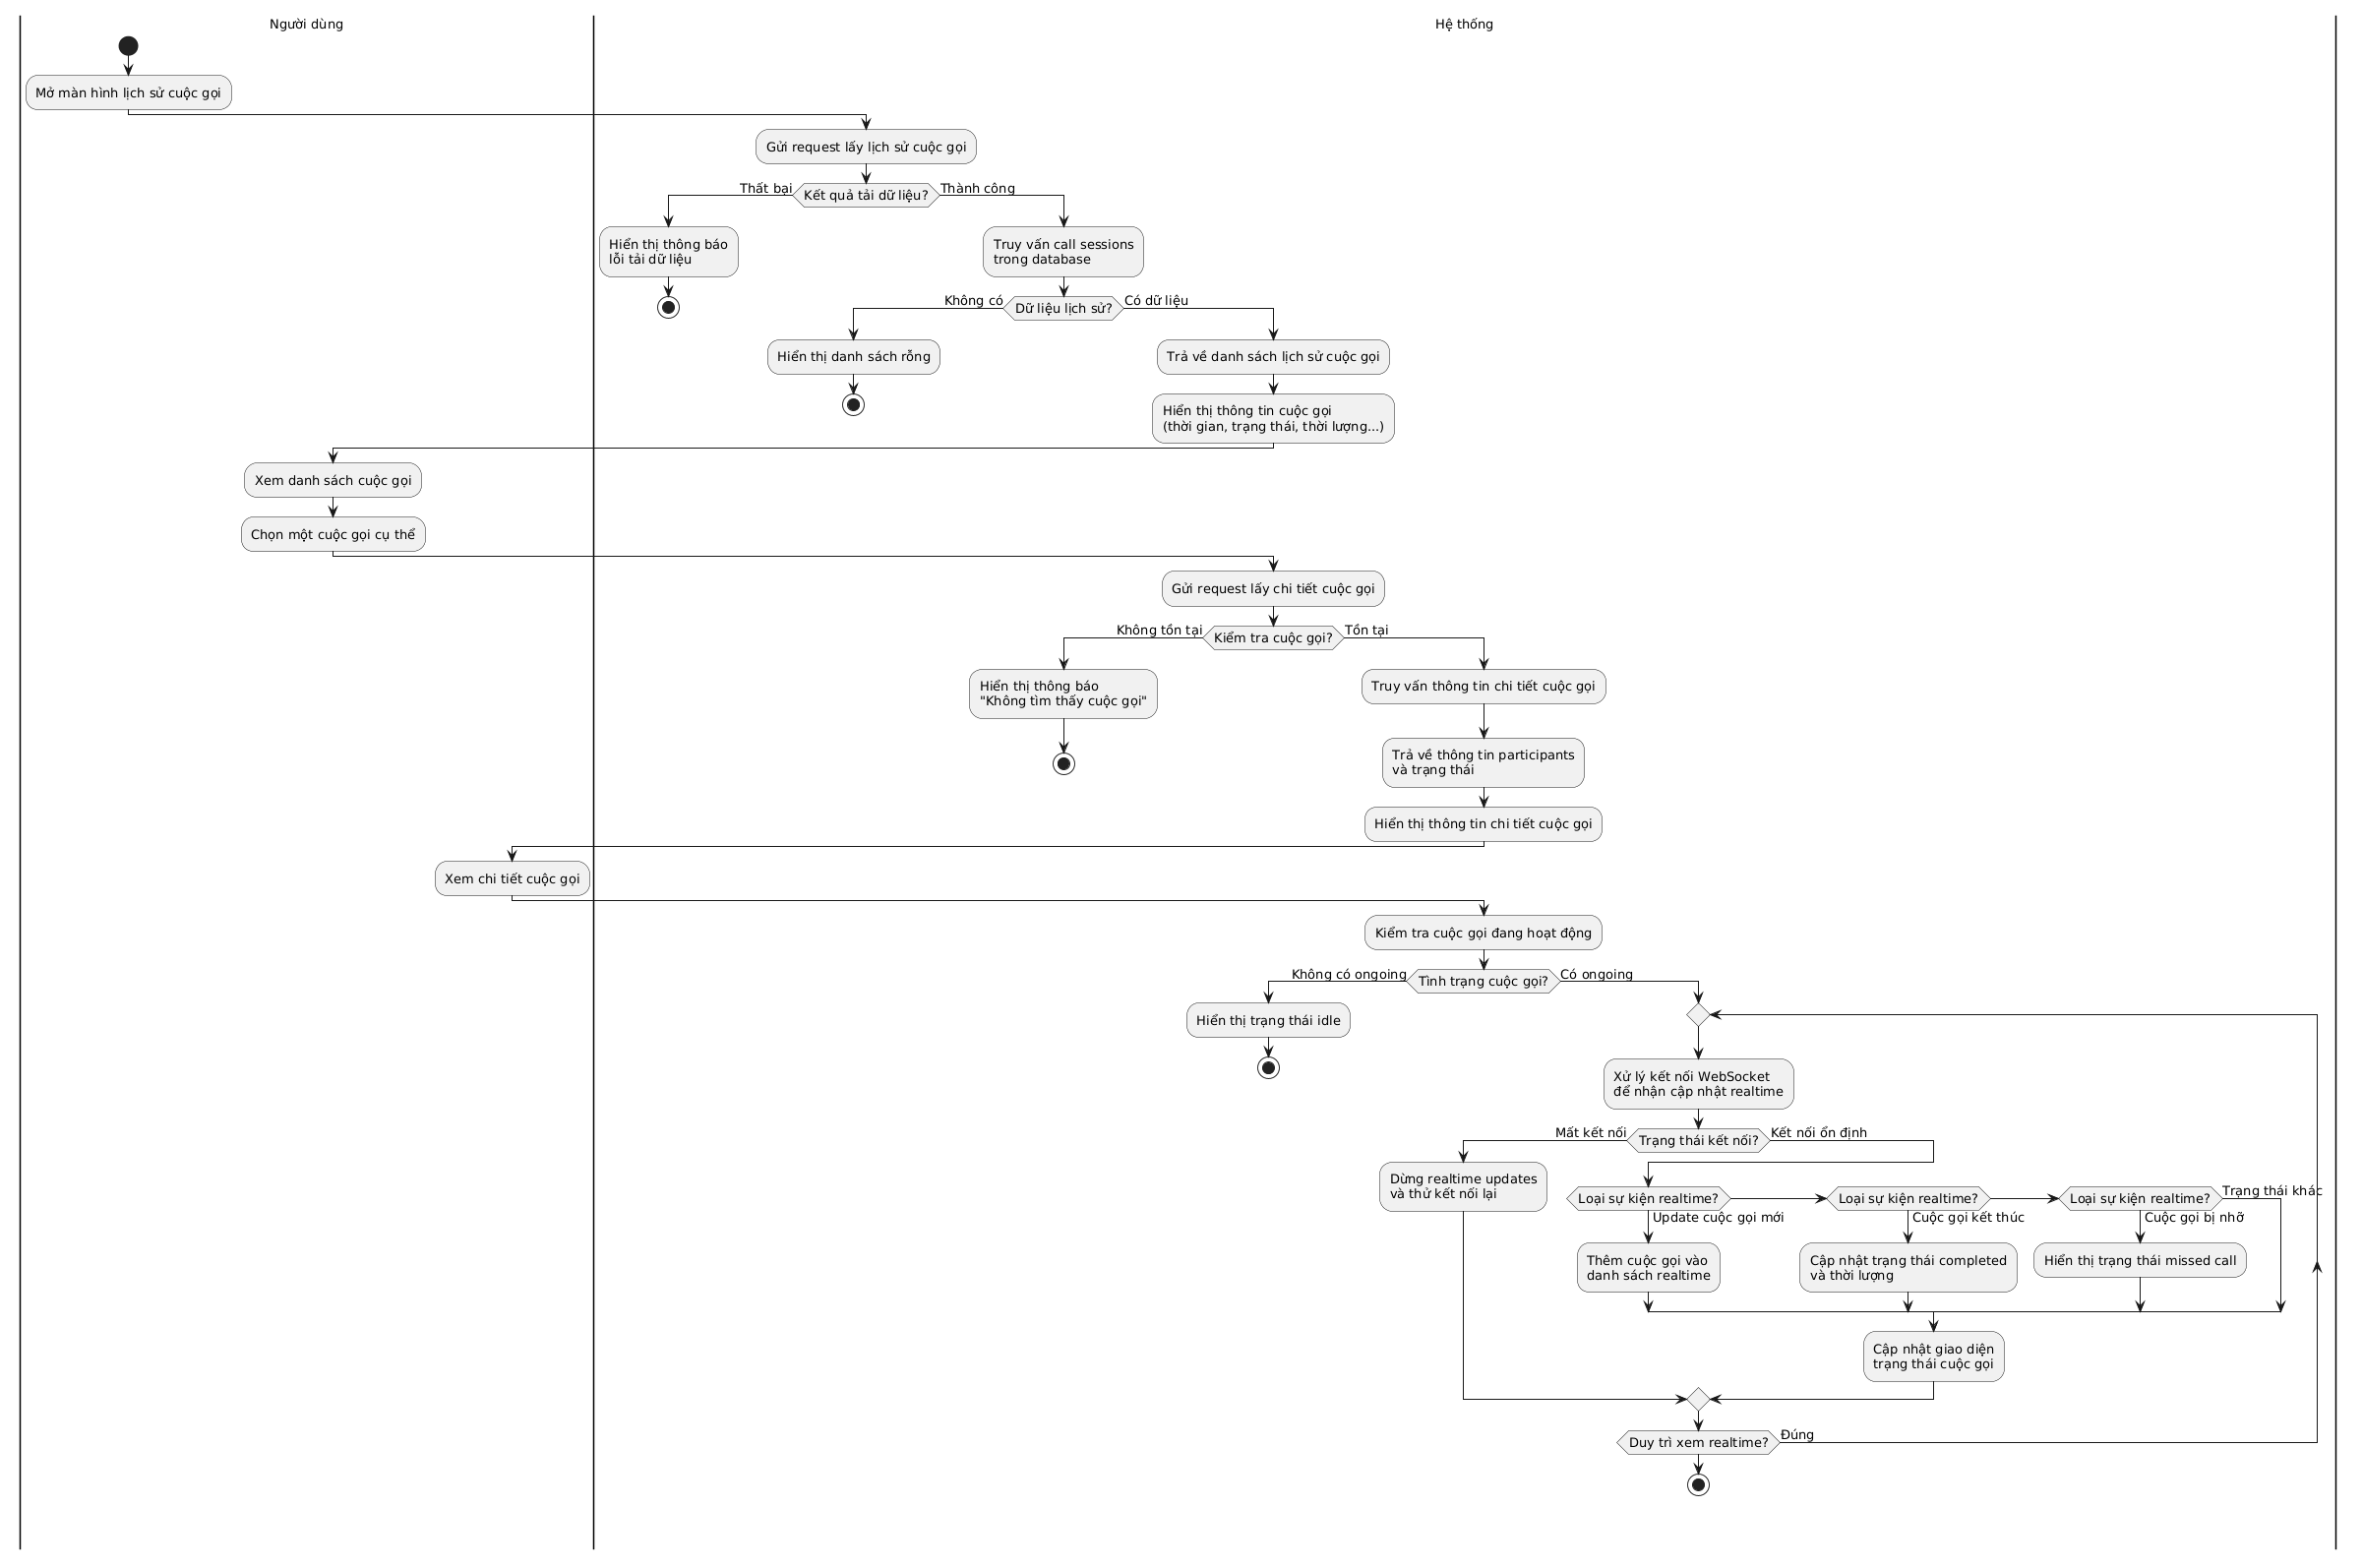 Người dùng
Hệ thống
Mở màn hình lịch sử cuộc gọi
Gửi request lấy lịch sử cuộc gọi
Thất bại
Kết quả tải dữ liệu?
Thành công
Hiển thị thông báo
lỗi tải dữ liệu
Truy vấn call sessions
trong database
Không có
Dữ liệu lịch sử?
Có dữ liệu
Hiển thị danh sách rỗng
Trả về danh sách lịch sử cuộc gọi
Hiển thị thông tin cuộc gọi
(thời gian, trạng thái, thời lượng...)
Xem danh sách cuộc gọi
Chọn một cuộc gọi cụ thể
Gửi request lấy chi tiết cuộc gọi
Không tồn tại
Kiểm tra cuộc gọi?
Tồn tại
Hiển thị thông báo
"Không tìm thấy cuộc gọi"
Truy vấn thông tin chi tiết cuộc gọi
Trả về thông tin participants
và trạng thái
Hiển thị thông tin chi tiết cuộc gọi
Xem chi tiết cuộc gọi
Kiểm tra cuộc gọi đang hoạt động
Không có ongoing
Tình trạng cuộc gọi?
Có ongoing
Hiển thị trạng thái idle
Xử lý kết nối WebSocket
để nhận cập nhật realtime
Mất kết nối
Trạng thái kết nối?
Kết nối ổn định
Dừng realtime updates
và thử kết nối lại
Loại sự kiện realtime?
Loại sự kiện realtime?
Loại sự kiện realtime?
Trạng thái khác
Update cuộc gọi mới
Cuộc gọi kết thúc
Cuộc gọi bị nhỡ
Thêm cuộc gọi vào
danh sách realtime
Cập nhật trạng thái completed
và thời lượng
Hiển thị trạng thái missed call
Cập nhật giao diện
trạng thái cuộc gọi
Duy trì xem realtime?
Đúng